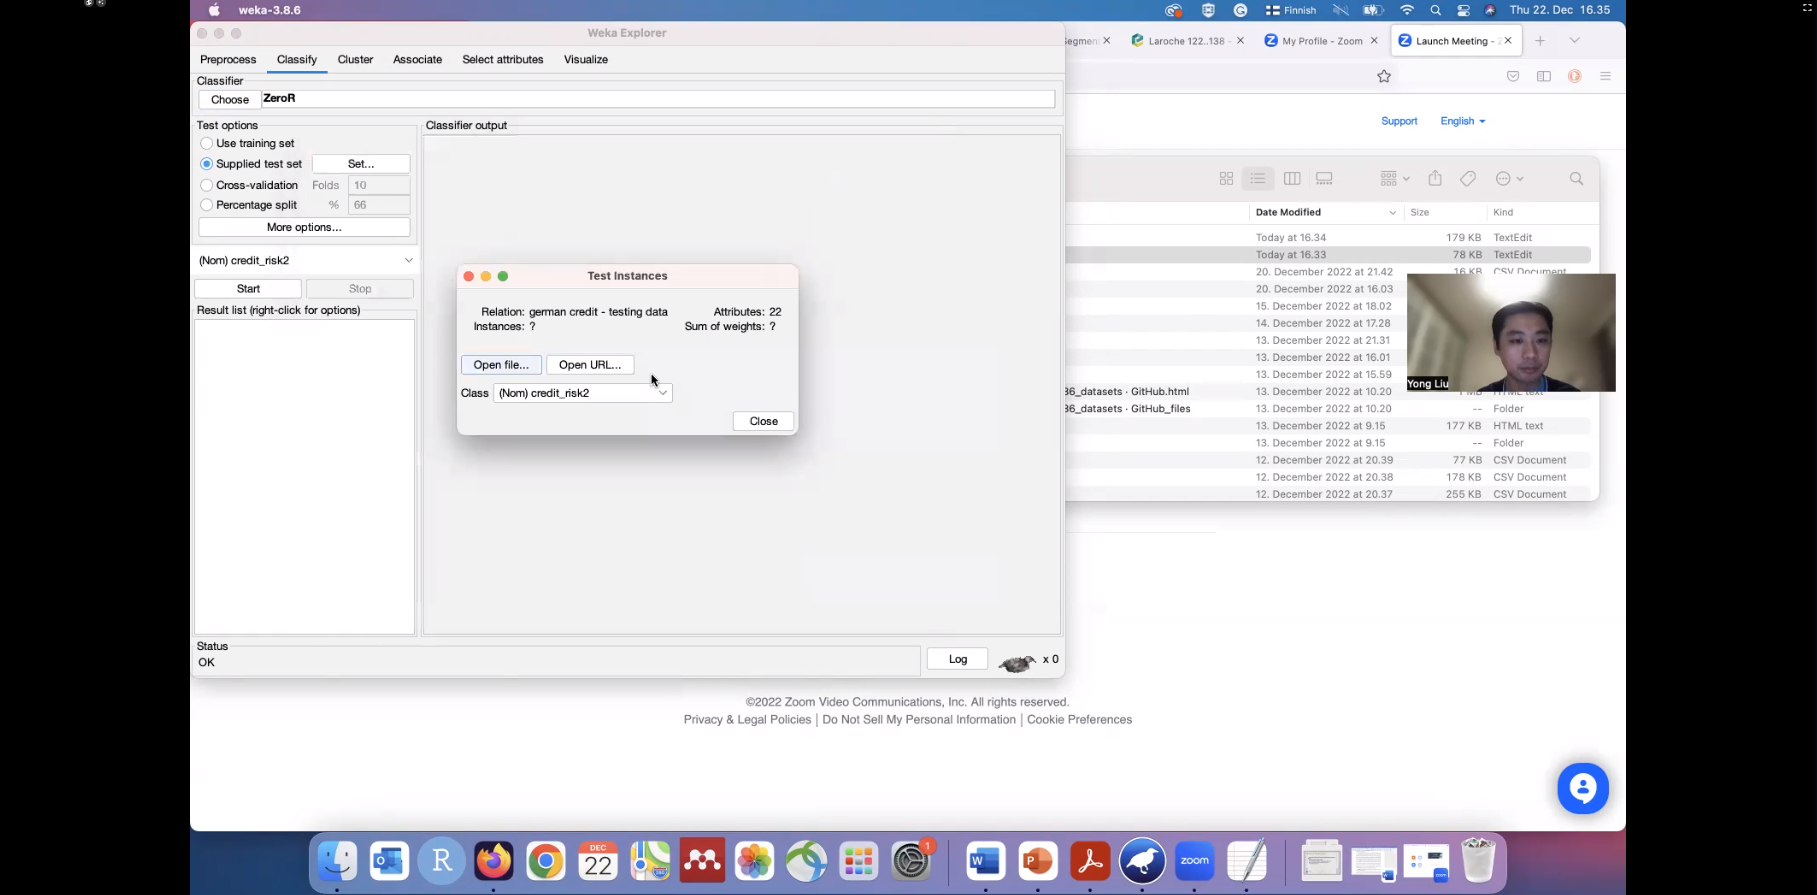 weka-3.8.6
Finnish
Thu 22. Dec 16.35
Weka Explorer
Segment
Laroche 122..138 -
My Profile - Zoom
Launch Meeting -
Preprocess Classify Cluster Associate Select attributes Visualize
Classifier
Choose ZeroR
Test options
Use training set
Supplied test set Set...
Cross-validation Folds 10
Percentage split % 66
More options...
(Nom) credit_risk2
Start Stop
Result list (right-click for options)
Classifier output
Test Instances
Relation: german credit - testing data Attributes: 22
Instances: ? Sum of weights: ?
Open file... Open URL...
Class (Nom) credit_risk2
Close
Status
OK
Log x 0
Support English
Date Modified Size Kind
Today at 16.34 179 KB TextEdit
Today at 16.33 78 KB TextEdit
20. December 2022 at 21.42 16 KB CSV Document
20. December 2022 at 16.03
15. December 2022 at 18.02
14. December 2022 at 17.28
13. December 2022 at 21.31
13. December 2022 at 16.01
36_datasets · GitHub.html 13. December 2022 at 10.20 HTML text
36_datasets · GitHub_files 13. December 2022 at 10.20 -- Folder
13. December 2022 at 9.15 177 KB HTML text
13. December 2022 at 9.15 -- Folder
12. December 2022 at 20.39 77 KB CSV Document
12. December 2022 at 20.38 178 KB CSV Document
12. December 2022 at 20.37 255 KB CSV Document
Yong Liu
©2022 Zoom Video Communications, Inc. All rights reserved.
Privacy & Legal Policies | Do Not Sell My Personal Information | Cookie Preferences
R
DEC
22
1
W
P
zoom